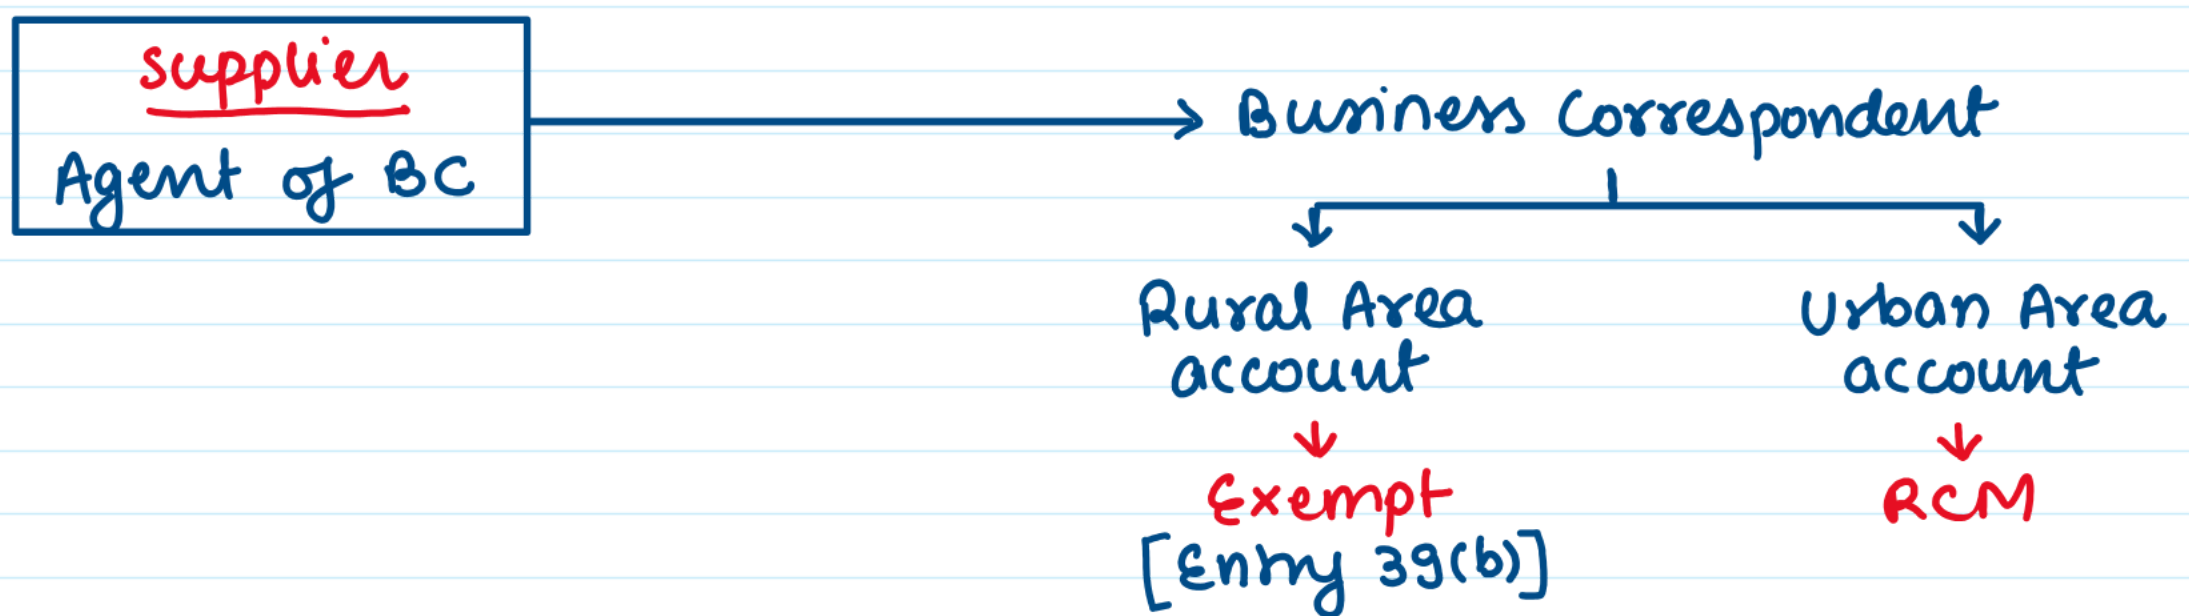 supplier
Agent of BC
Business Correspondent
Rural Area
account
Urban Area
account
Exempt
[Entry 39(b)]
RCM